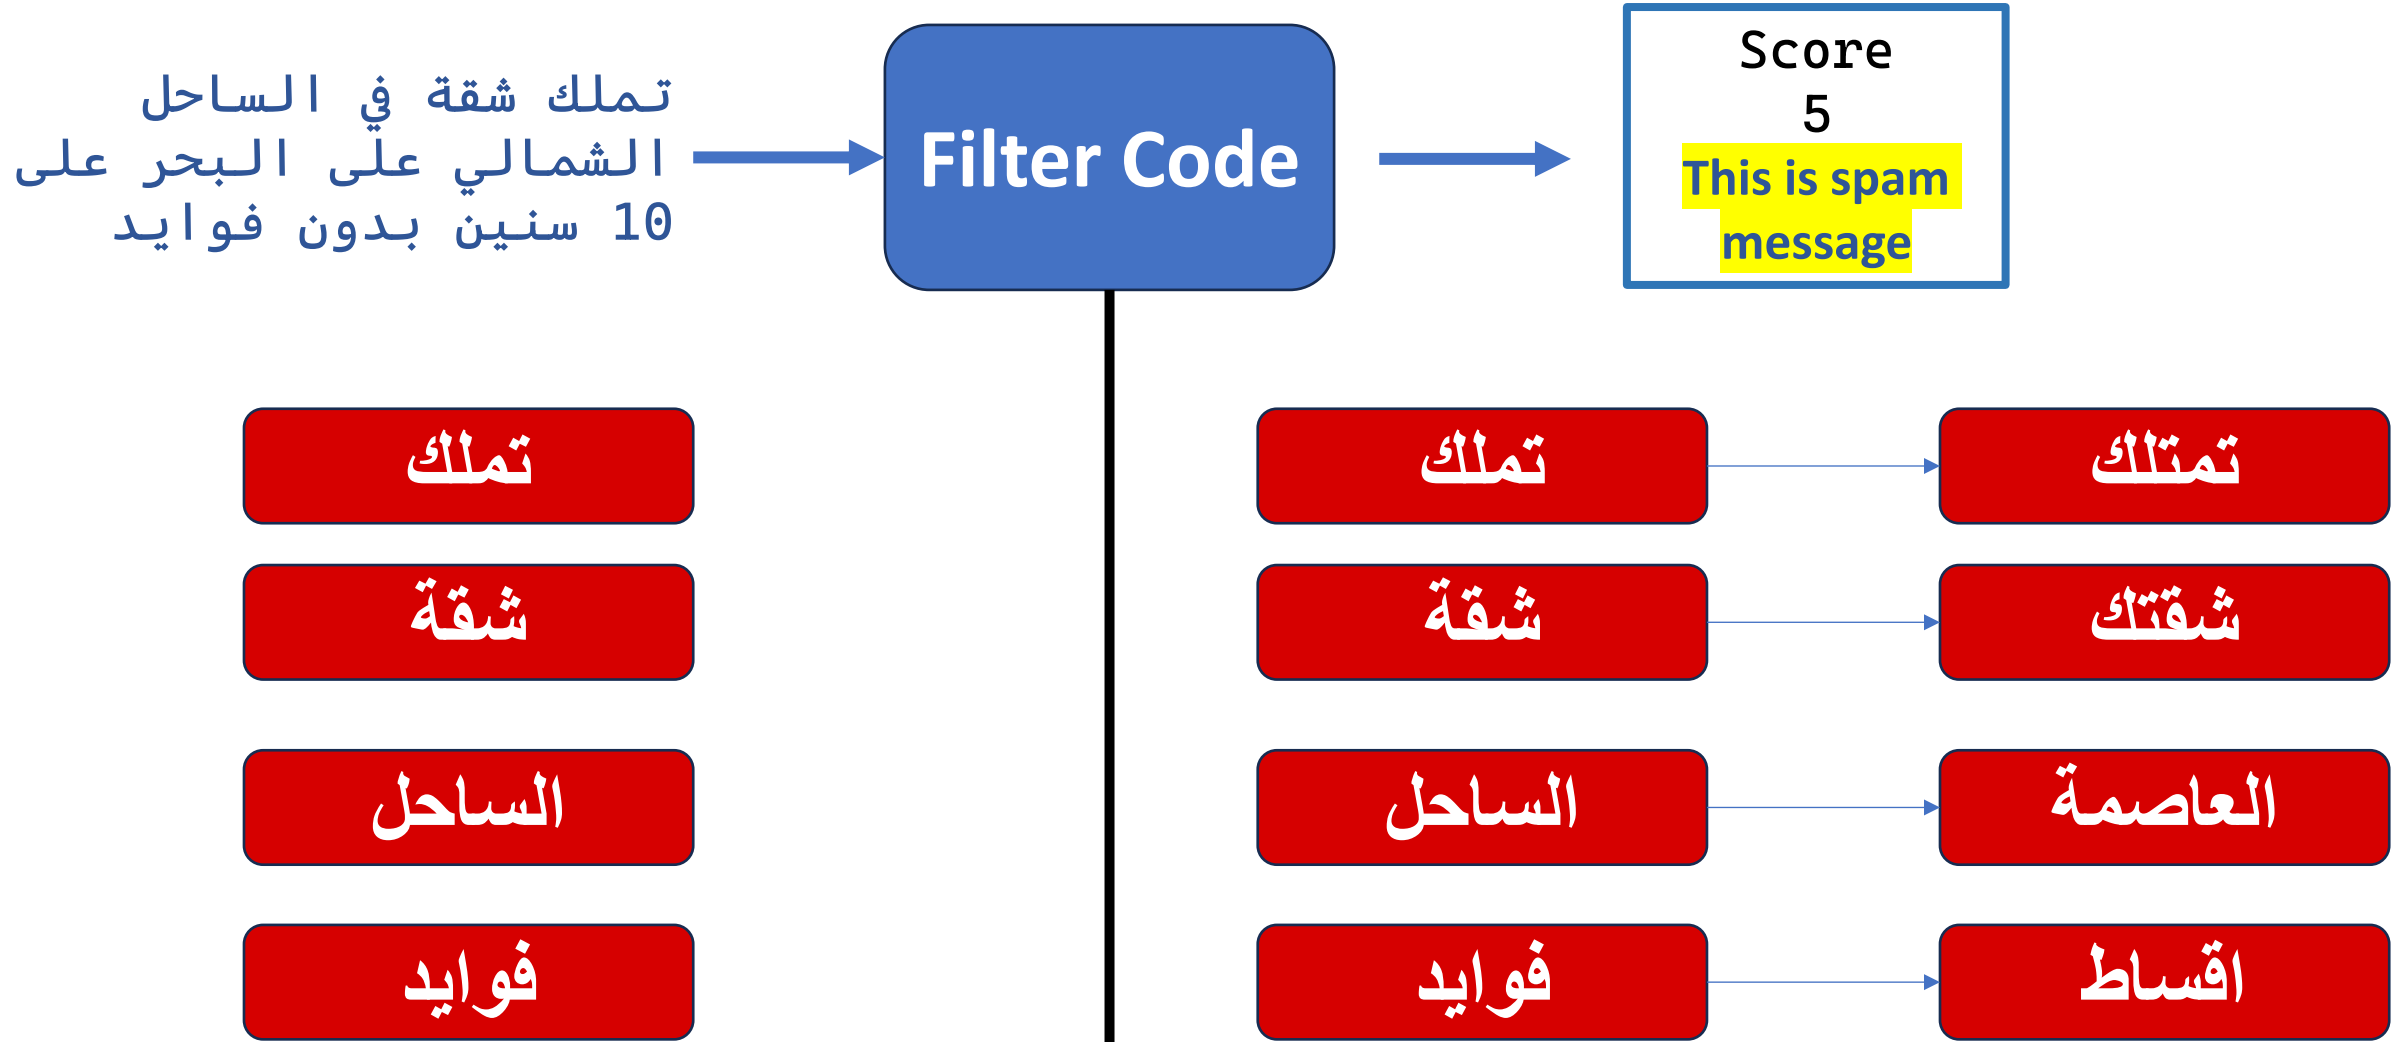 تملك شقة في الساحل
الشمالي على البحر على
10 سنين بدون فوايد
Filter Code
Score
5
This is spam
message
تملك
تملك
تمتلك
شقة
شقة
شقتك
الساحل
الساحل
العاصمة
فوايد
فوايد
اقساط